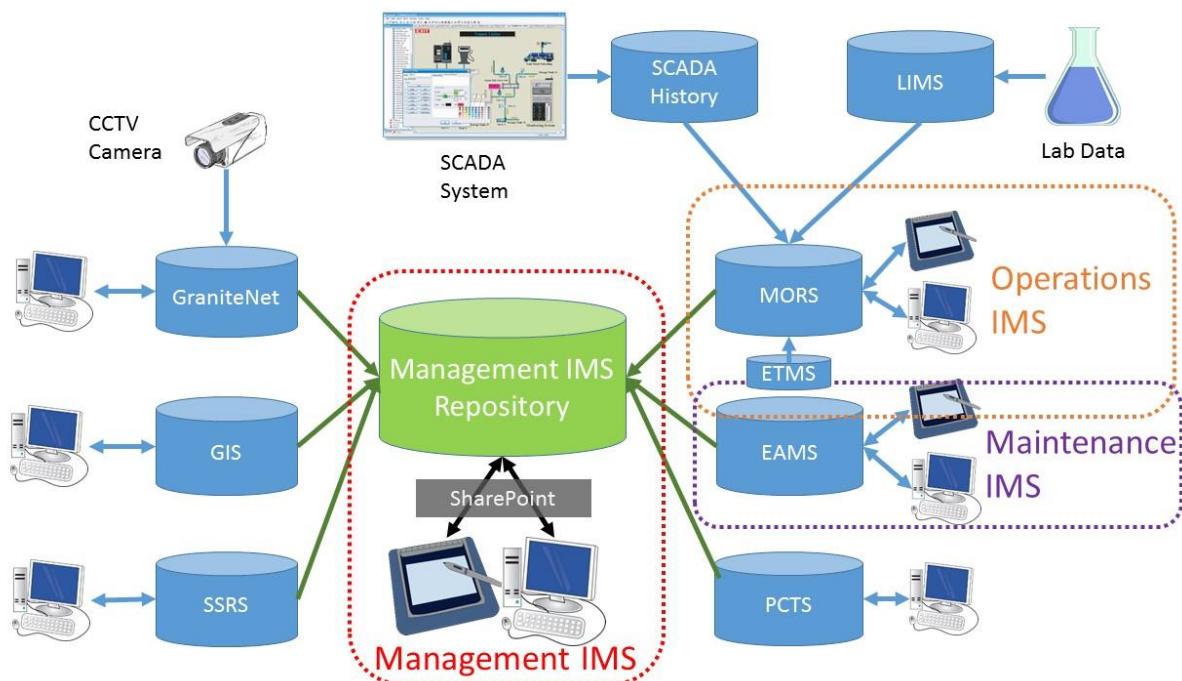 SCADA
History
LIMS
CCTV
Camera
SCADA
System
Lab Data
GraniteNet
MORS
Operations
IMS
Management IMS
Repository
ETMS
GIS
EAMS
Maintenance
IMS
SharePoint
SSRS
PCTS
Management IMS